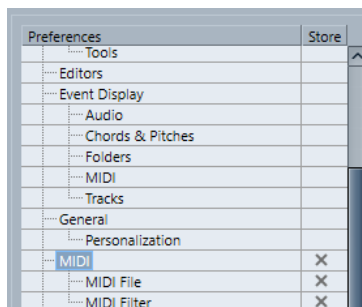 Preferences Store
Tools
Editors
Event Display
Audio
Chords & Pitches
Folders
MIDI
Tracks
General
Personalization
MIDI
MIDI File
MIDI Filter